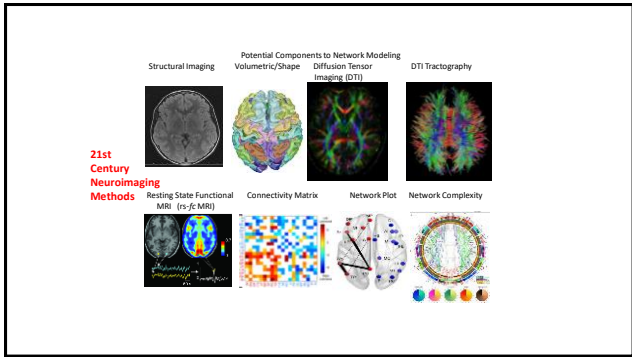 Potential Components to Network Modeling
Structural Imaging
Volumetric/Shape
Diffusion Tensor
Imaging (DTI)
DTI Tractography
21st
Century
Neuroimaging
Methods
Resting State Functional
MRI (rs-fc MRI)
Connectivity Matrix
Network Plot
Network Complexity